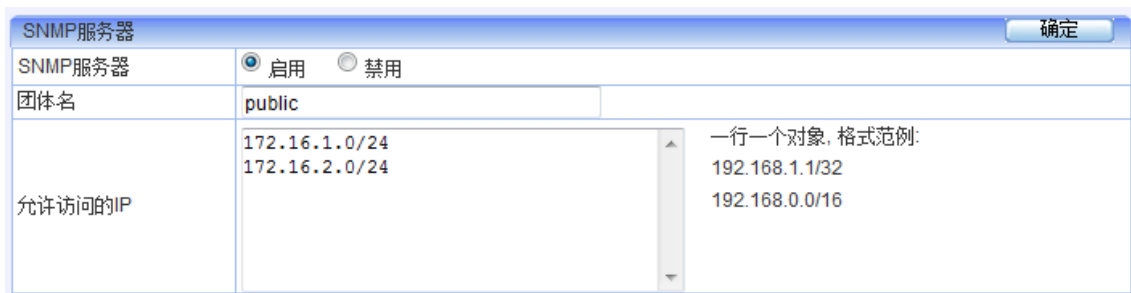 SNMP服务器 确定
SNMP服务器 启用 禁用
团体名 public
允许访问的IP
172.16.1.0/24
172.16.2.0/24
一行一个对象, 格式范例:
192.168.1.1/32
192.168.0.0/16